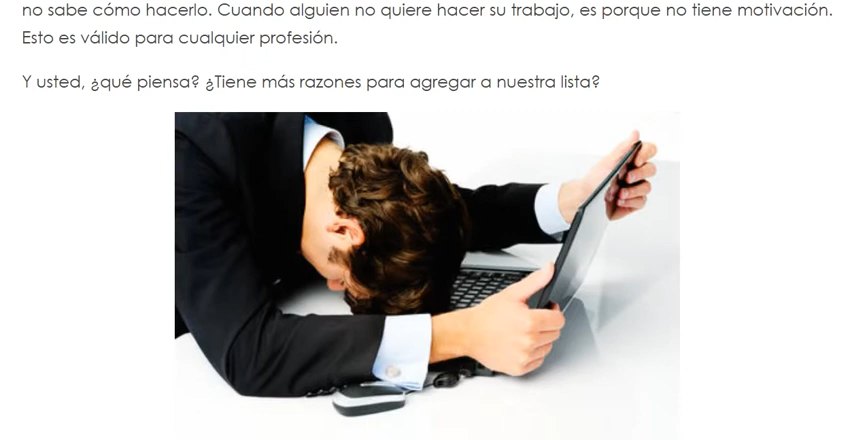 no sabe cómo hacerlo. Cuando alguien no quiere hacer su trabajo, es porque no tiene motivación.
Esto es válido para cualquier profesión.
Y usted, ¿qué piensa? ¿Tiene más razones para agregar a nuestra lista?